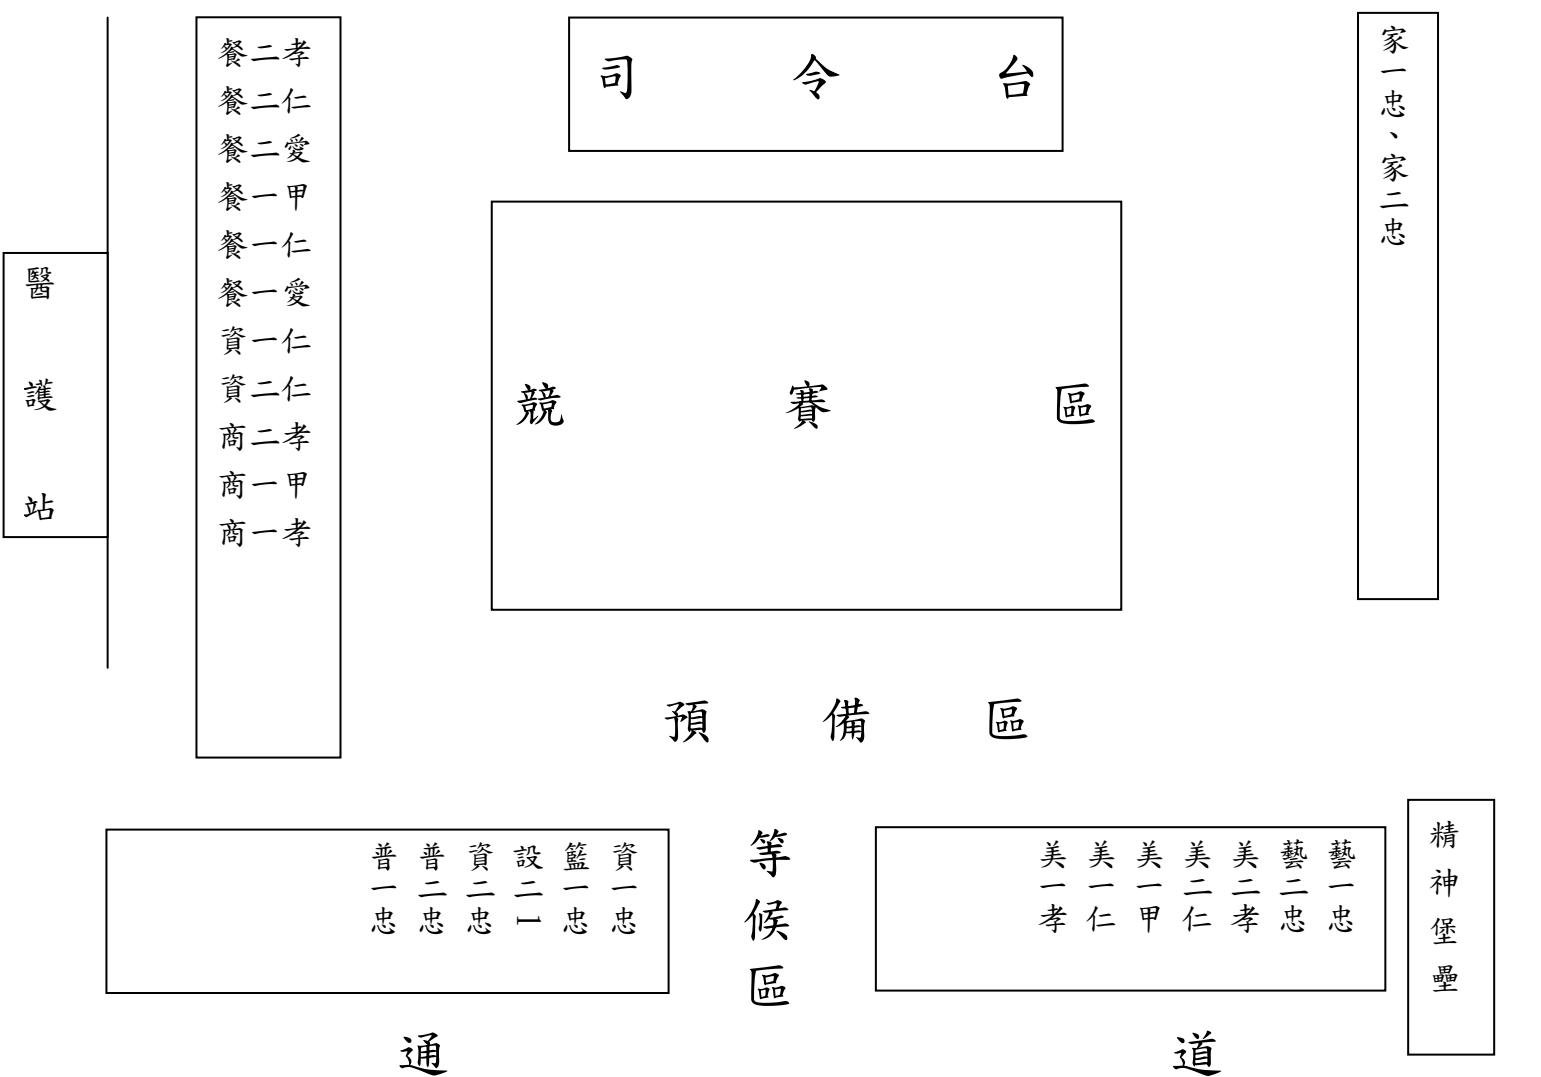 司令台
餐二孝
餐二仁
餐二愛
餐一甲
餐一仁
餐一愛
資一仁
資二仁
商二孝
商一甲
商一孝
家一忠、家二忠
醫護站
競賽區
預備區
資一忠
籃一忠
設二1
資二忠
普二忠
普一忠
等候區
藝一忠
藝二忠
美二孝
美二仁
美一甲
美一仁
美一孝
精神堡壘
通道